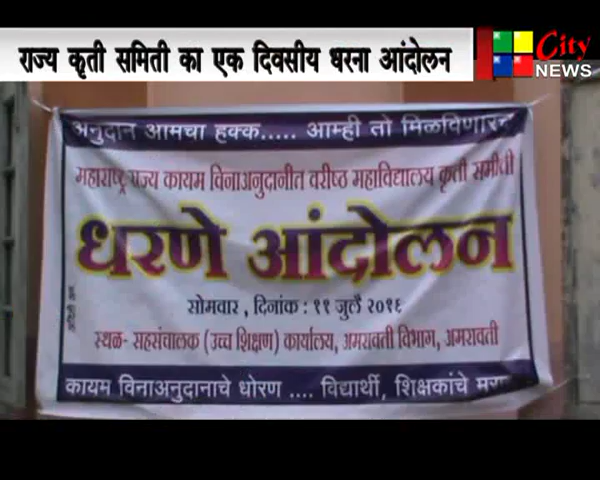 राज्य कृती समिती का एक दिवसीय धरना आंदोलन
City
NEWS
अनुदान आमचा हक्क..... आम्ही तो मिळविणारच
महाराष्ट्र राज्य कायम विनाअनुदानीत वरीष्ठ महाविद्यालय कृती समीती
धरणे आंदोलन
सोमवार , दिनांक : ११ जुलै २०१६
स्थळ- सहसंचालक (उच्च शिक्षण) कार्यालय, अमरावती विभाग, अमरावती
कायम विनाअनुदानाचे धोरण .... विद्यार्थी, शिक्षकांचे